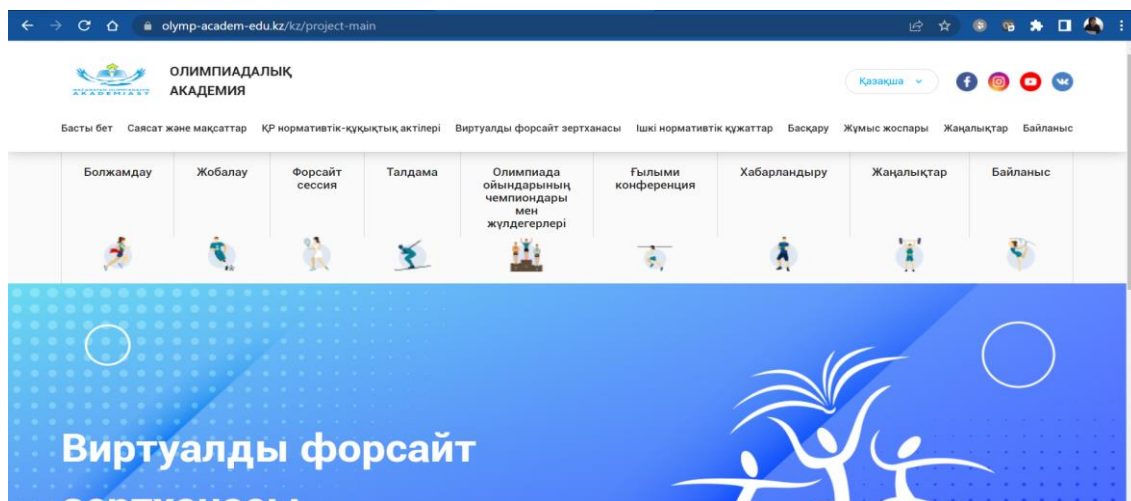 olymp-academ-edu.kz/kz/project-main
ОЛИМПИАДАЛЫҚ
АКАДЕМИЯ
Қазақша
Басты бет Саясат және мақсаттар ҚР нормативтік-құқықтық актілері Виртуалды форсайт зертханасы Ішкі нормативтік құжаттар Басқару Жұмыс жоспары Жаңалықтар Байланыс
Болжамдау
Жобалау
Форсайт
сессия
Талдама
Олимпиада
ойындарының
чемпиондары
мен
жүлдегерлері
Ғылыми
конференция
Хабарландыру
Жаңалықтар
Байланыс
Виртуалды форсайт
зертханасы